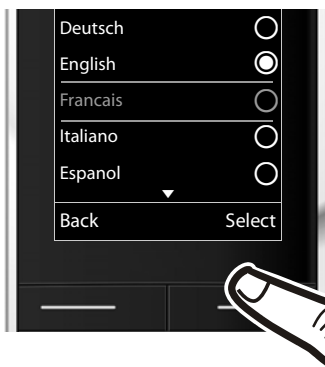 Deutsch
English
Francais
Italiano
Espanol
Back Select